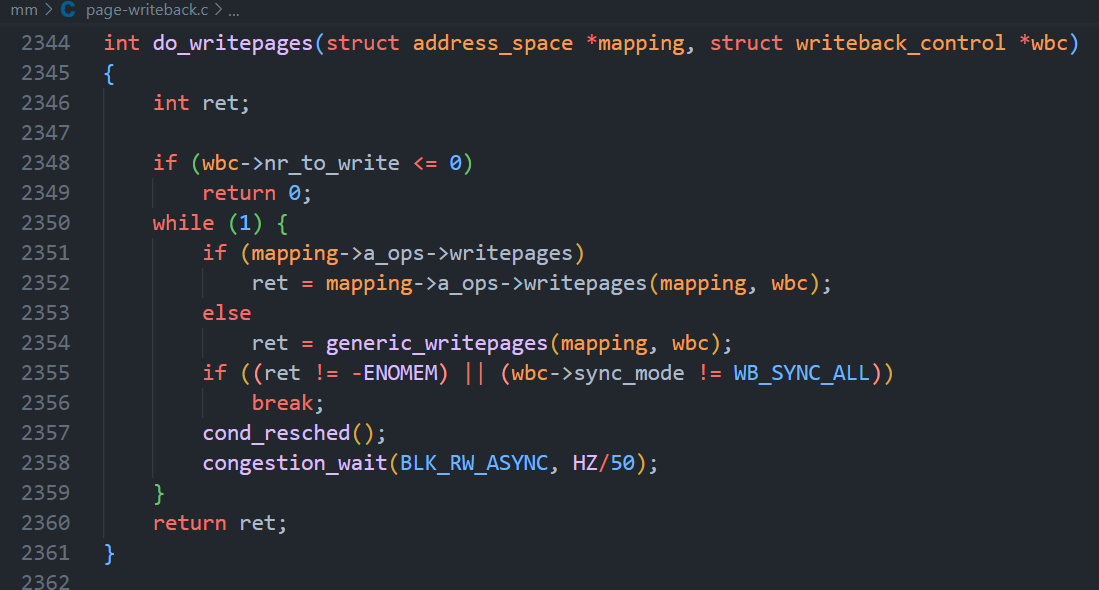 mm > C page-writeback.c > ...
2344 int do_writepages(struct address_space *mapping, struct writeback_control *wbc)
2345 {
2346     int ret;
2347
2348     if (wbc->nr_to_write <= 0)
2349         return 0;
2350     while (1) {
2351         if (mapping->a_ops->writepages)
2352             ret = mapping->a_ops->writepages(mapping, wbc);
2353         else
2354             ret = generic_writepages(mapping, wbc);
2355         if ((ret != -ENOMEM) || (wbc->sync_mode != WB_SYNC_ALL))
2356             break;
2357         cond_resched();
2358         congestion_wait(BLK_RW_ASYNC, HZ/50);
2359     }
2360     return ret;
2361 }
2362